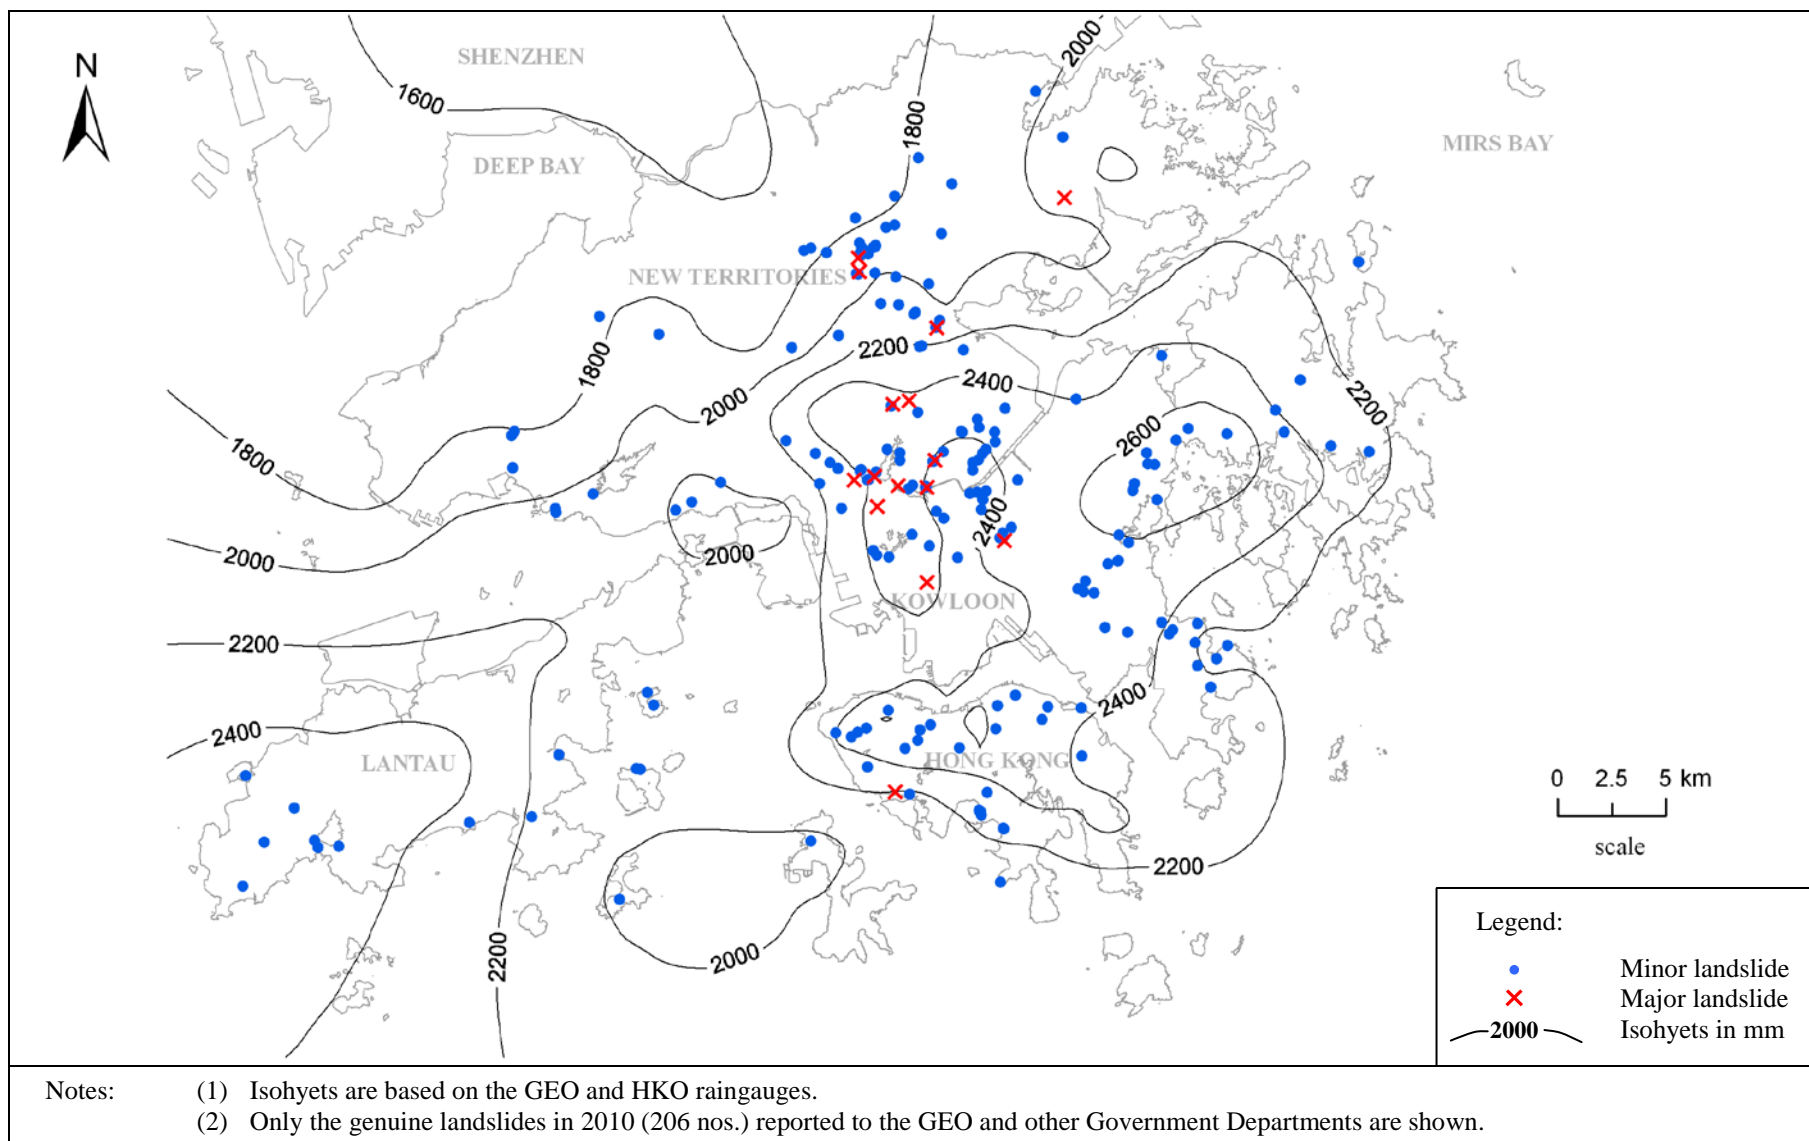 N
SHENZHEN
1600
2000
1800
MIRS BAY
DEEP BAY
NEW TERRITORIES
2200
1800
2400
2000
2200
2600
1800
2400
2000
2000
KOWLOON
2200
2400
2400
LANTAU
HONG KONG
0 2.5 5 km
scale
2200
2200
2000
Legend:
Minor landslide
Major landslide
2000 Isohyets in mm
Notes: (1) Isohyets are based on the GEO and HKO raingauges.
(2) Only the genuine landslides in 2010 (206 nos.) reported to the GEO and other Government Departments are shown.